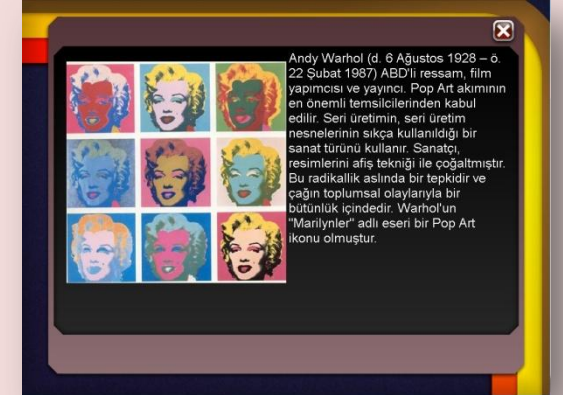 Andy Warhol (d. 6 Ağustos 1928 – ö.
22 Şubat 1987) ABD'li ressam, film
yapımcısı ve yayıncı. Pop Art akımının
en önemli temsilcilerinden kabul
edilir. Seri üretimin, seri üretim
nesnelerinin sıkça kullanıldığı bir
sanat türünü kullanır. Sanatçı,
resimlerini afiş tekniği ile çoğaltmıştır.
Bu radikallik aslında bir tepkidir ve
çağın toplumsal olaylarıyla bir
bütünlük içindedir. Warhol'un
"Marilynler" adlı eseri bir Pop Art
ikonu olmuştur.